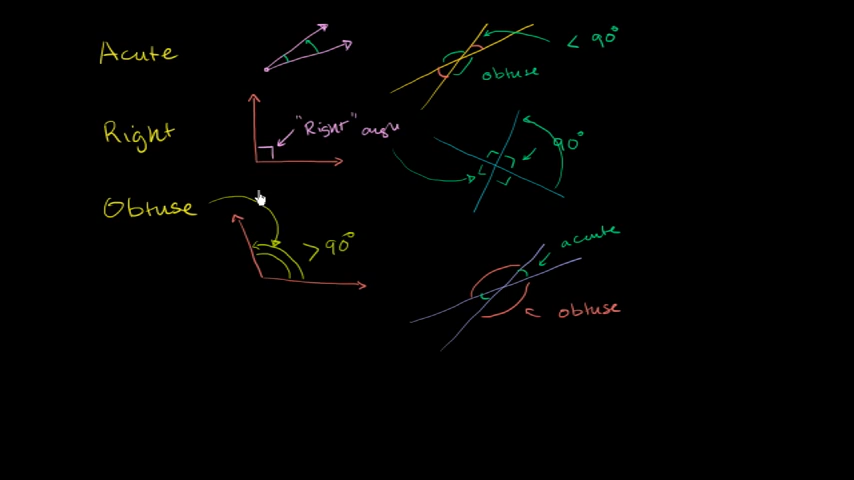 Acute
< 90°
obtuse
Right
"Right" angle
90°
Obtuse
> 90°
acute
obtuse